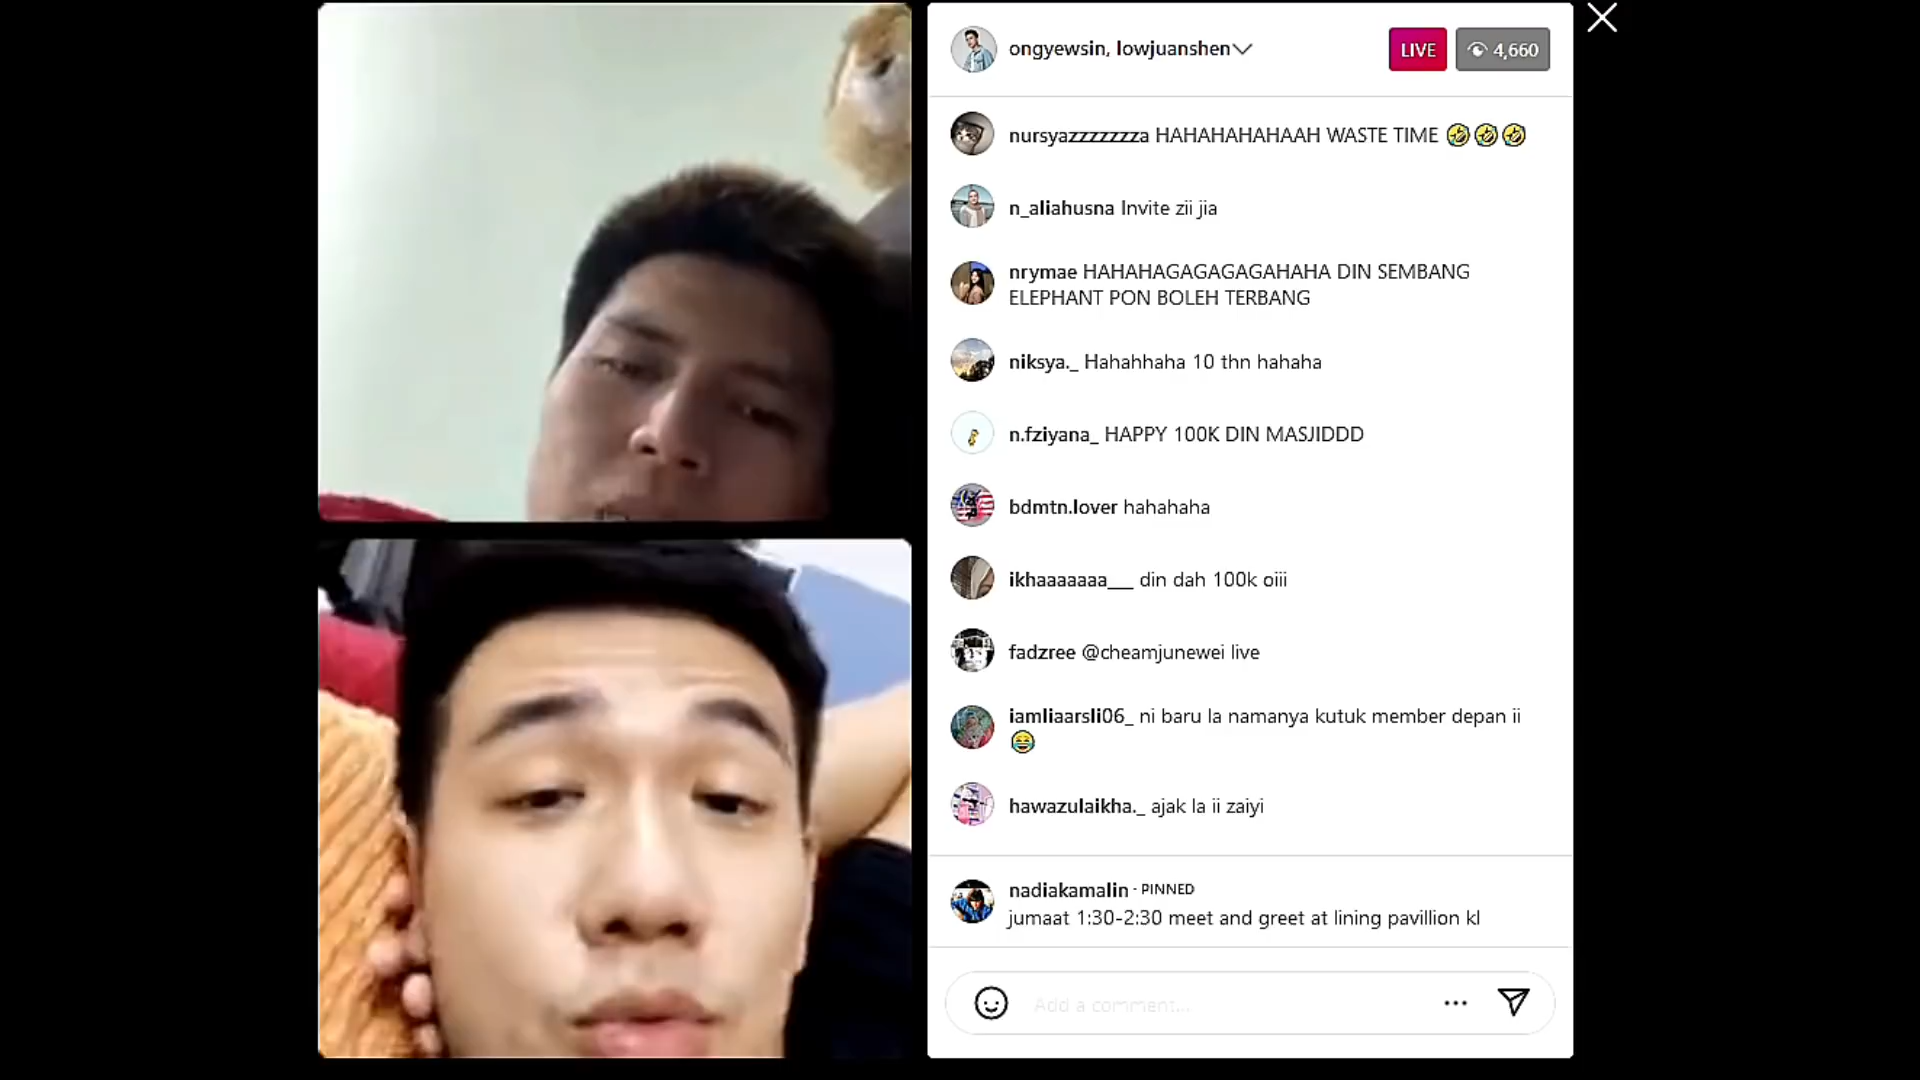 ongyewsin, lowjuanshen
LIVE
4,660
nursyazzzzzzza HAHAHAHAHAAH WASTE TIME 🤣🤣🤣
n_aliahusna Invite zii jia
nrymae HAHAHAGAGAGAGAHAHA DIN SEMBANG
ELEPHANT PON BOLEH TERBANG
niksya._ Hahahhaha 10 thn hahaha
n.fziyana_ HAPPY 100K DIN MASJIDDD
bdmtn.lover hahahaha
ikhaaaaaaa___ din dah 100k oiii
fadzree @cheamjunewei live
iamliaarsli06_ ni baru la namanya kutuk member depan ii
😂
hawazulaikha._ ajak la ii zaiyi
nadiakamalin · PINNED
jumaat 1:30-2:30 meet and greet at lining pavillion kl
Add a comment...